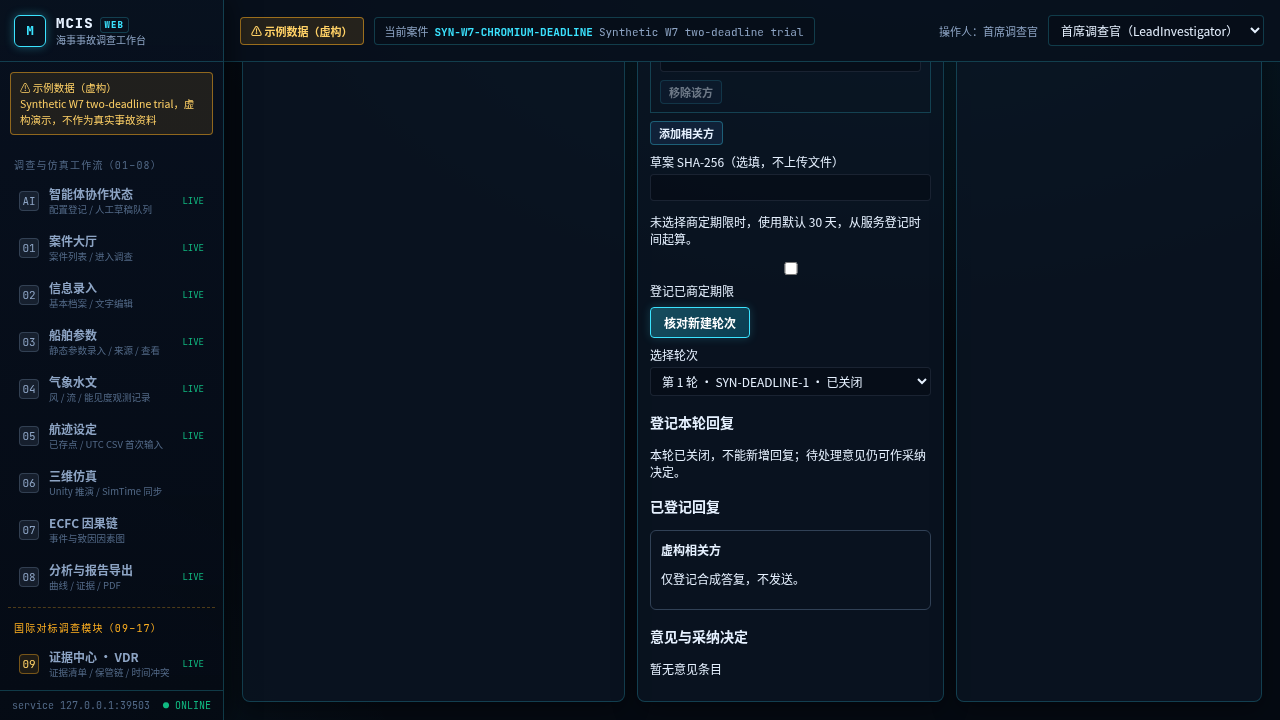 M
MCIS WEB
海事事故调查工作台
⚠ 示例数据（虚构）
当前案件 SYN-W7-CHROMIUM-DEADLINE Synthetic W7 two-deadline trial
操作人：首席调查官
首席调查官（LeadInvestigator）
⚠ 示例数据（虚构）
Synthetic W7 two-deadline trial，虚
构演示，不作为真实事故资料
调查与仿真工作流（01–08）
AI
智能体协作状态
配置登记 / 人工草稿队列
LIVE
01
案件大厅
案件列表 / 进入调查
LIVE
02
信息录入
基本档案 / 文字编辑
LIVE
03
船舶参数
静态参数录入 / 来源 / 查看
LIVE
04
气象水文
风 / 流 / 能见度观测记录
LIVE
05
航迹设定
已存点 / UTC CSV 首次输入
LIVE
06
三维仿真
Unity 推演 / SimTime 同步
07
ECFC 因果链
事件与致因因素图
08
分析与报告导出
曲线 / 证据 / PDF
LIVE
国际对标调查模块（09–17）
09
证据中心 · VDR
证据清单 / 保管链 / 时间冲突
LIVE
service 127.0.0.1:39503
ONLINE
移除该方
添加相关方
草案 SHA-256（选填，不上传文件）
未选择商定期限时，使用默认 30 天，从服务登记时
间起算。
登记已商定期限
核对新建轮次
选择轮次
第 1 轮 · SYN-DEADLINE-1 · 已关闭
登记本轮回复
本轮已关闭，不能新增回复；待处理意见仍可作采纳
决定。
已登记回复
虚构相关方
仅登记合成答复，不发送。
意见与采纳决定
暂无意见条目